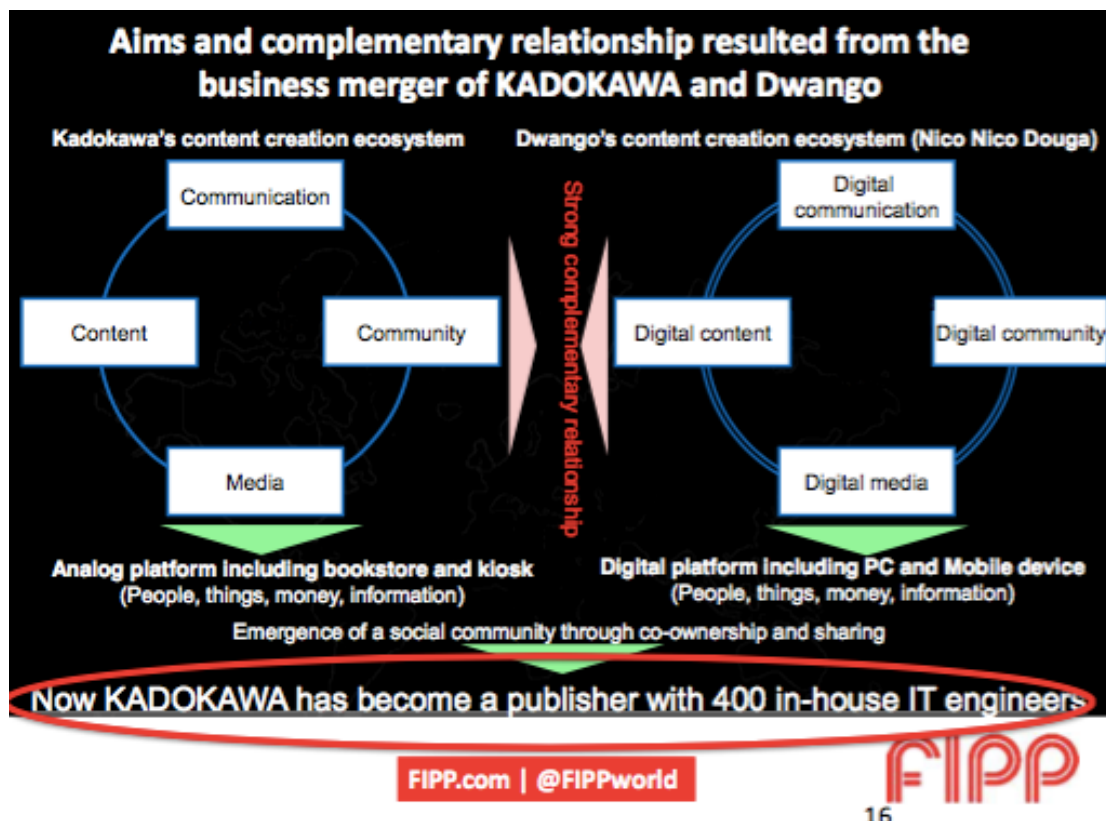 Aims and complementary relationship resulted from the
business merger of KADOKAWA and Dwango
Kadokawa's content creation ecosystem
Communication
Content
Community
Media
Strong complementary relationship
Dwango's content creation ecosystem (Nico Nico Douga)
Digital
communication
Digital content
Digital community
Digital media
Analog platform including bookstore and kiosk
(People, things, money, information)
Digital platform including PC and Mobile device
(People, things, money, information)
Emergence of a social community through co-ownership and sharing
Now KADOKAWA has become a publisher with 400 in-house IT engineers
FIPP.com | @FIPPworld
FIPP
16